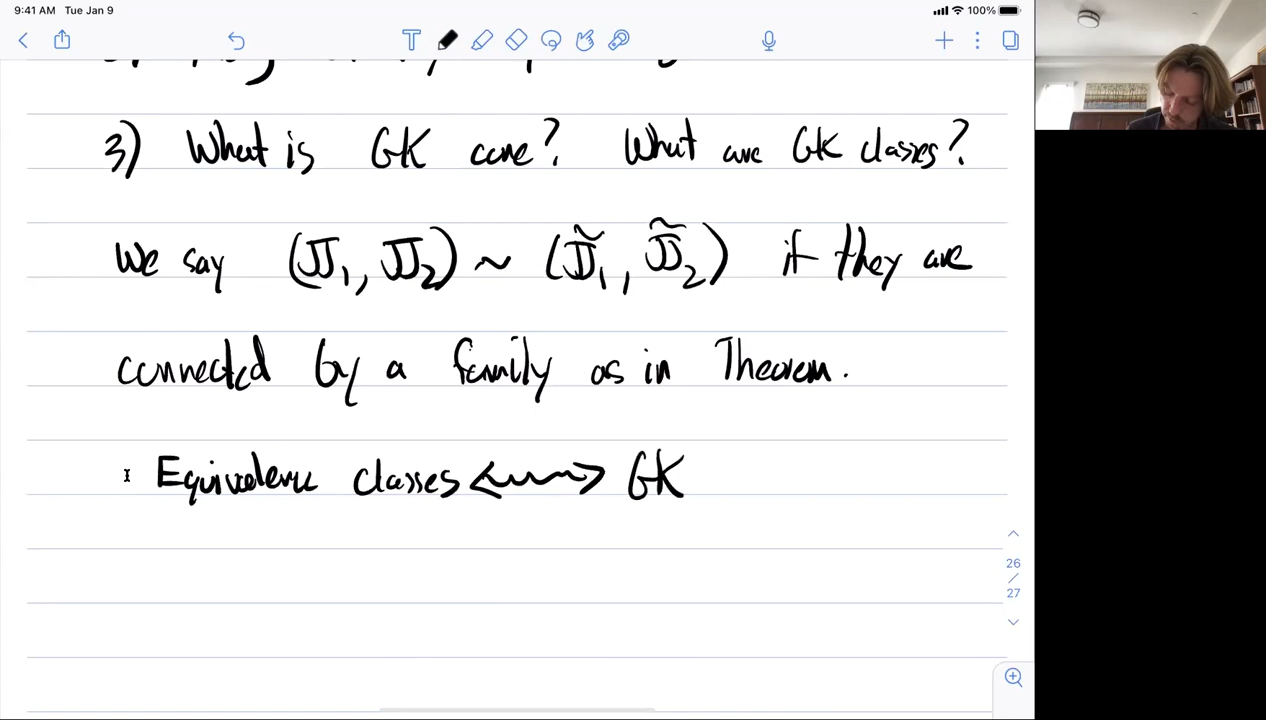 9:41 AM Tue Jan 9
100%
3) What is GK cone? What are GK classes?
We say (𝕁𝕁₁, 𝕁𝕁₂) ~ (𝕁̃𝕁₁, 𝕁̃𝕁₂) if they are
connected by a family as in Theorem.
Equivalence classes <~~~> GK
26
/
27